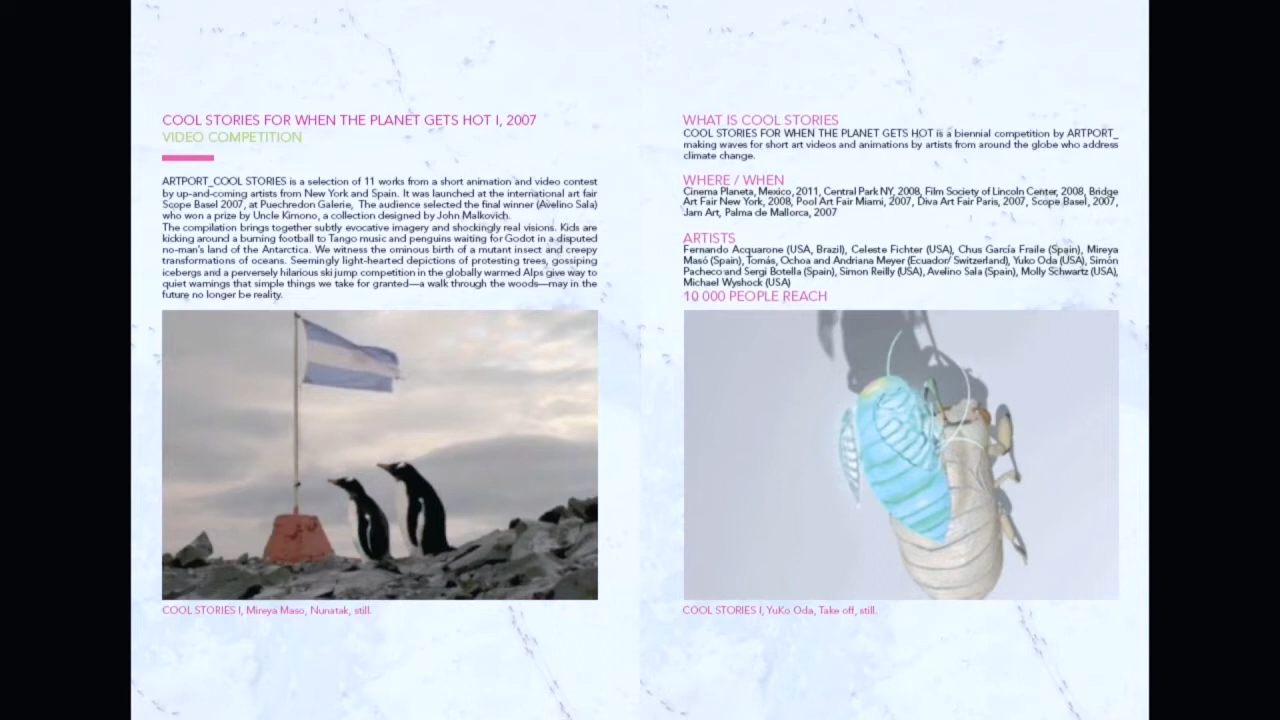 COOL STORIES FOR WHEN THE PLANET GETS HOT I, 2007
VIDEO COMPETITION
ARTPORT_COOL STORIES is a selection of 11 works from a short animation and video contest
by up-and-coming artists from New York and Spain. It was launched at the international art fair
Scope Basel 2007, at Puechredon Galerie, The audience selected the final winner (Avelino Sala)
who won a prize by Uncle Kimono, a collection designed by John Malkovich.
The compilation brings together subtly evocative imagery and shockingly real visions. Kids are
kicking around a burning football to Tango music and penguins waiting for Godot in a disputed
no-man's land of the Antarctica. We witness the ominous birth of a mutant insect and creepy
transformations of oceans. Seemingly light-hearted depictions of protesting trees, gossiping
icebergs and a perversely hilarious ski jump competition in the globally warmed Alps give way to
quiet warnings that simple things we take for granted—a walk through the woods—may in the
future no longer be reality.
COOL STORIES I, Mireya Maso, Nunatak, still.
WHAT IS COOL STORIES
COOL STORIES FOR WHEN THE PLANET GETS HOT is a biennial competition by ARTPORT_
making waves for short art videos and animations by artists from around the globe who address
climate change.
WHERE / WHEN
Cinema Planeta, Mexico, 2011, Central Park NY, 2008, Film Society of Lincoln Center, 2008, Bridge
Art Fair New York, 2008, Pool Art Fair Miami, 2007, Diva Art Fair Paris, 2007, Scope Basel, 2007,
Jam Art, Palma de Mallorca, 2007
ARTISTS
Fernando Acquarone (USA, Brazil), Celeste Fichter (USA), Chus García Fraile (Spain), Mireya
Masó (Spain), Tomás, Ochoa and Andriana Meyer (Ecuador/ Switzerland), Yuko Oda (USA), Simón
Pacheco and Sergi Botella (Spain), Simon Reilly (USA), Avelino Sala (Spain), Molly Schwartz (USA),
Michael Wyshock (USA)
10 000 PEOPLE REACH
COOL STORIES I, YuKo Oda, Take off, still.